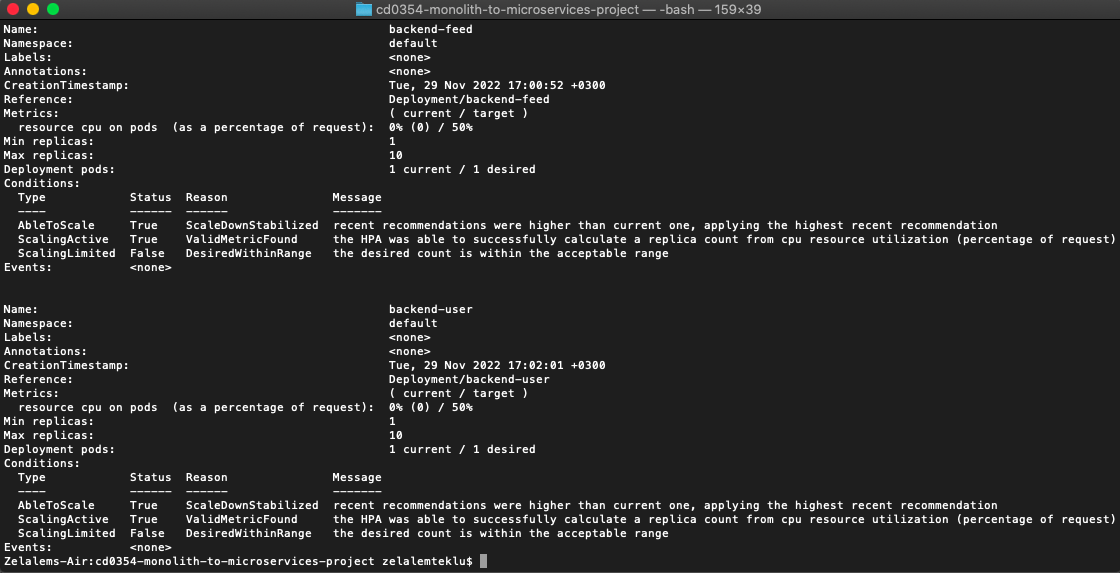 cd0354-monolith-to-microservices-project — -bash — 159×39
Name: backend-feed
Namespace: default
Labels: <none>
Annotations: <none>
CreationTimestamp: Tue, 29 Nov 2022 17:00:52 +0300
Reference: Deployment/backend-feed
Metrics: ( current / target )
resource cpu on pods (as a percentage of request): 0% (0) / 50%
Min replicas: 1
Max replicas: 10
Deployment pods: 1 current / 1 desired
Conditions:
Type Status Reason Message
---- ------ ------ -------
AbleToScale True ScaleDownStabilized recent recommendations were higher than current one, applying the highest recent recommendation
ScalingActive True ValidMetricFound the HPA was able to successfully calculate a replica count from cpu resource utilization (percentage of request)
ScalingLimited False DesiredWithinRange the desired count is within the acceptable range
Events: <none>
Name: backend-user
Namespace: default
Labels: <none>
Annotations: <none>
CreationTimestamp: Tue, 29 Nov 2022 17:02:01 +0300
Reference: Deployment/backend-user
Metrics: ( current / target )
resource cpu on pods (as a percentage of request): 0% (0) / 50%
Min replicas: 1
Max replicas: 10
Deployment pods: 1 current / 1 desired
Conditions:
Type Status Reason Message
---- ------ ------ -------
AbleToScale True ScaleDownStabilized recent recommendations were higher than current one, applying the highest recent recommendation
ScalingActive True ValidMetricFound the HPA was able to successfully calculate a replica count from cpu resource utilization (percentage of request)
ScalingLimited False DesiredWithinRange the desired count is within the acceptable range
Events: <none>
Zelalems-Air:cd0354-monolith-to-microservices-project zelalemteklu$